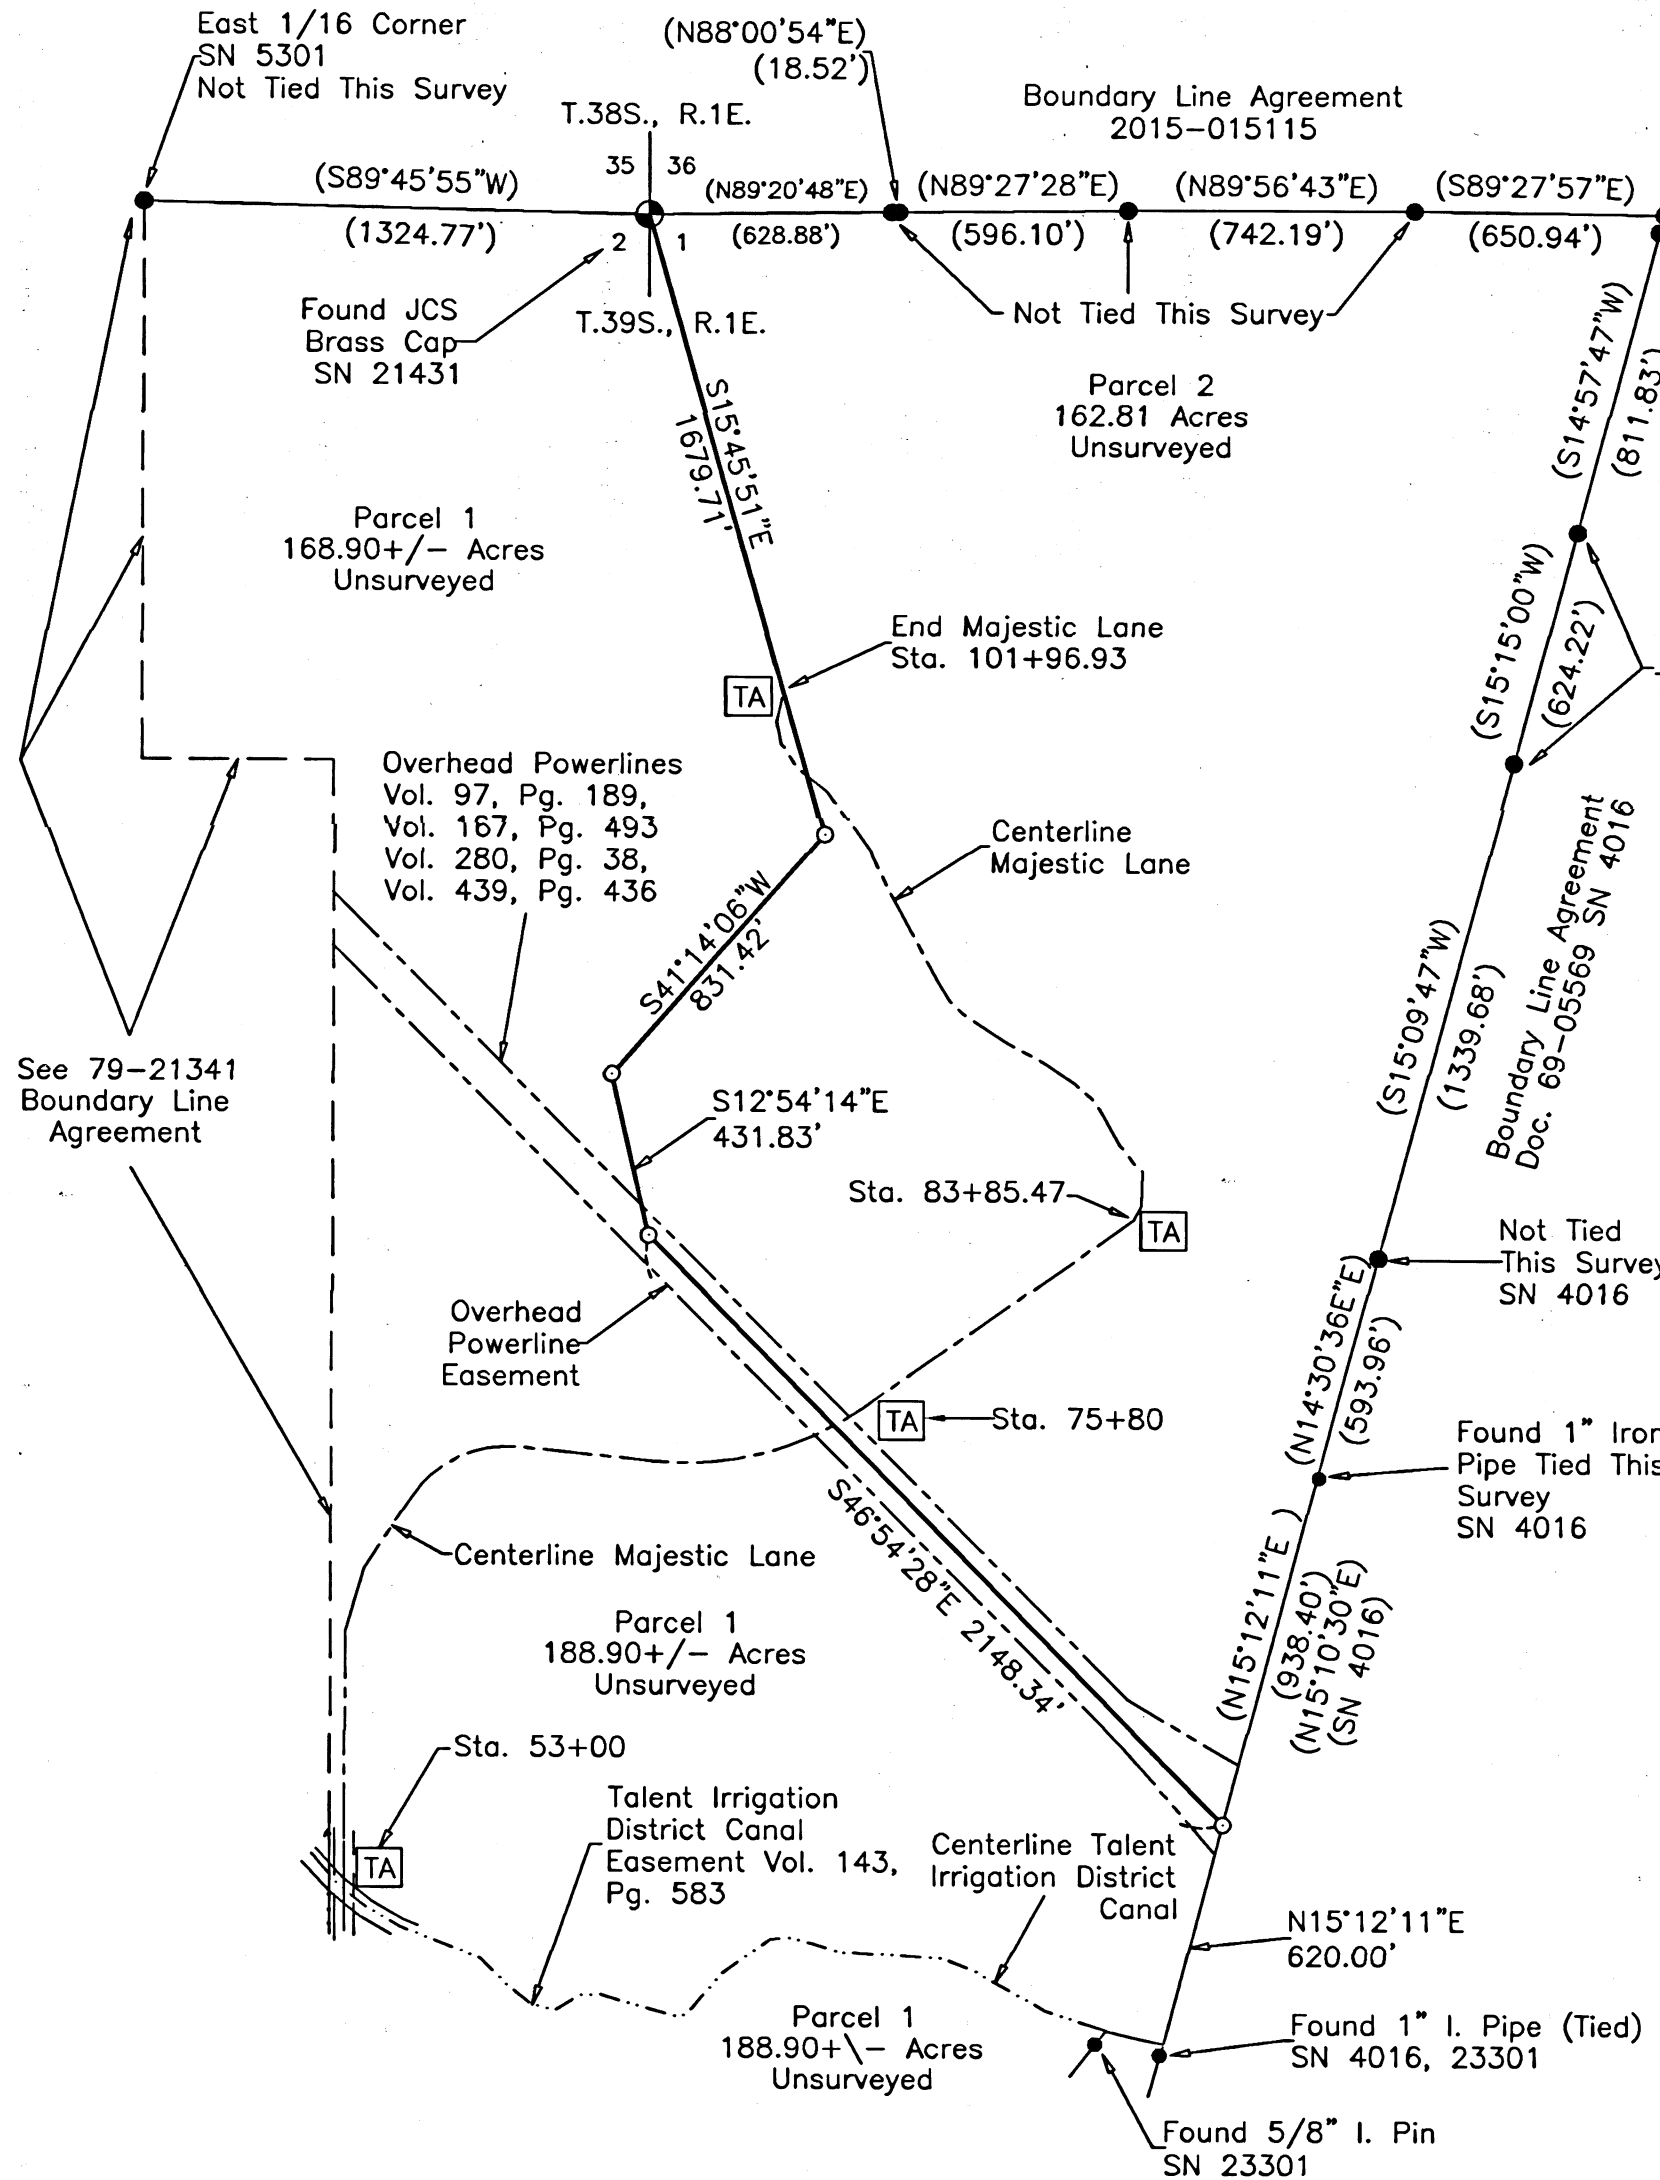 East 1/16 Corner
SN 5301
Not Tied This Survey
(N88°00'54"E)
(18.52')
Boundary Line Agreement
2015-015115
T.38S., R.1E.
35
36
(S89°45'55"W)
(1324.77')
(N89°20'48"E)
(628.88')
(N89°27'28"E)
(596.10')
(N89°56'43"E)
(742.19')
(S89°27'57"E)
(650.94')
2
1
T.39S., R.1E.
Found JCS
Brass Cap
SN 21431
Not Tied This Survey
Parcel 2
162.81 Acres
Unsurveyed
S15°45'51"E
1679.71'
(S14°57'47"W)
(811.83')
Parcel 1
168.90+/- Acres
Unsurveyed
(S15°15'00"W)
(624.22')
End Majestic Lane
Sta. 101+96.93
TA
Overhead Powerlines
Vol. 97, Pg. 189,
Vol. 167, Pg. 493
Vol. 280, Pg. 38,
Vol. 439, Pg. 436
Centerline
Majestic Lane
S41°14'06"W
831.42'
(S15°09'47"W)
(1339.68')
Boundary Line Agreement
Doc. 69-05569 SN 4016
See 79-21341
Boundary Line
Agreement
S12°54'14"E
431.83'
Sta. 83+85.47
TA
Not Tied
This Survey
SN 4016
Overhead
Powerline
Easement
(N14°30'36E"E)
(593.96')
TA
Sta. 75+80
Found 1" Iron
Pipe Tied This
Survey
SN 4016
S46°54'28"E 2148.34'
Centerline Majestic Lane
(N15°12'11"E )
(938.40')
(N15°10'30"E)
(SN 4016)
Parcel 1
188.90+/- Acres
Unsurveyed
Sta. 53+00
TA
Talent Irrigation
District Canal
Easement Vol. 143,
Pg. 583
Centerline Talent
Irrigation District
Canal
N15°12'11"E
620.00'
Parcel 1
188.90+\- Acres
Unsurveyed
Found 1" I. Pipe (Tied)
SN 4016, 23301
Found 5/8" I. Pin
SN 23301